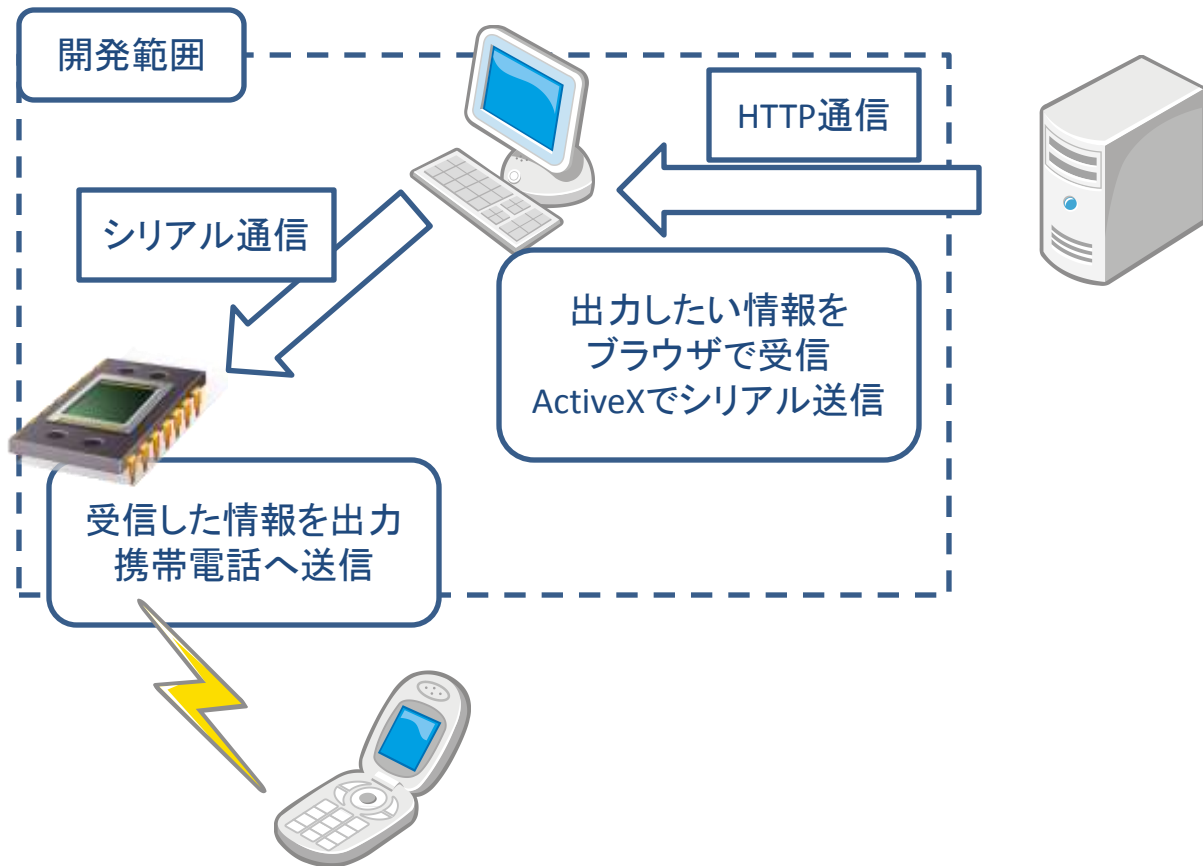 開発範囲
HTTP通信
シリアル通信
出力したい情報を
ブラウザで受信
ActiveXでシリアル送信
受信した情報を出力
携帯電話へ送信